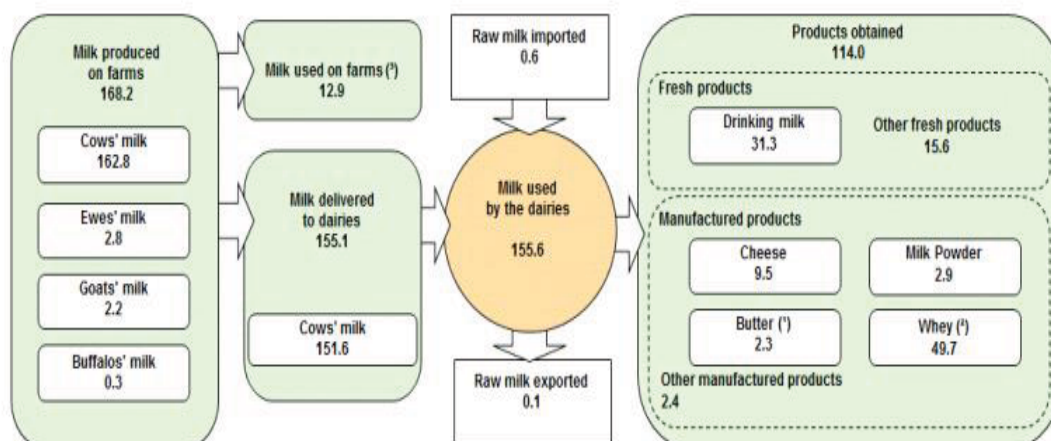 Milk produced
on farms
168.2
Cows' milk
162.8
Ewes' milk
2.8
Goats' milk
2.2
Buffalos' milk
0.3
Milk used on farms (³)
12.9
Milk delivered
to dairies
155.1
Cows' milk
151.6
Raw milk imported
0.6
Milk used
by the dairies
155.6
Raw milk exported
0.1
Products obtained
114.0
Fresh products
Drinking milk
31.3
Other fresh products
15.6
Manufactured products
Cheese
9.5
Milk Powder
2.9
Butter (¹)
2.3
Whey (²)
49.7
Other manufactured products
2.4